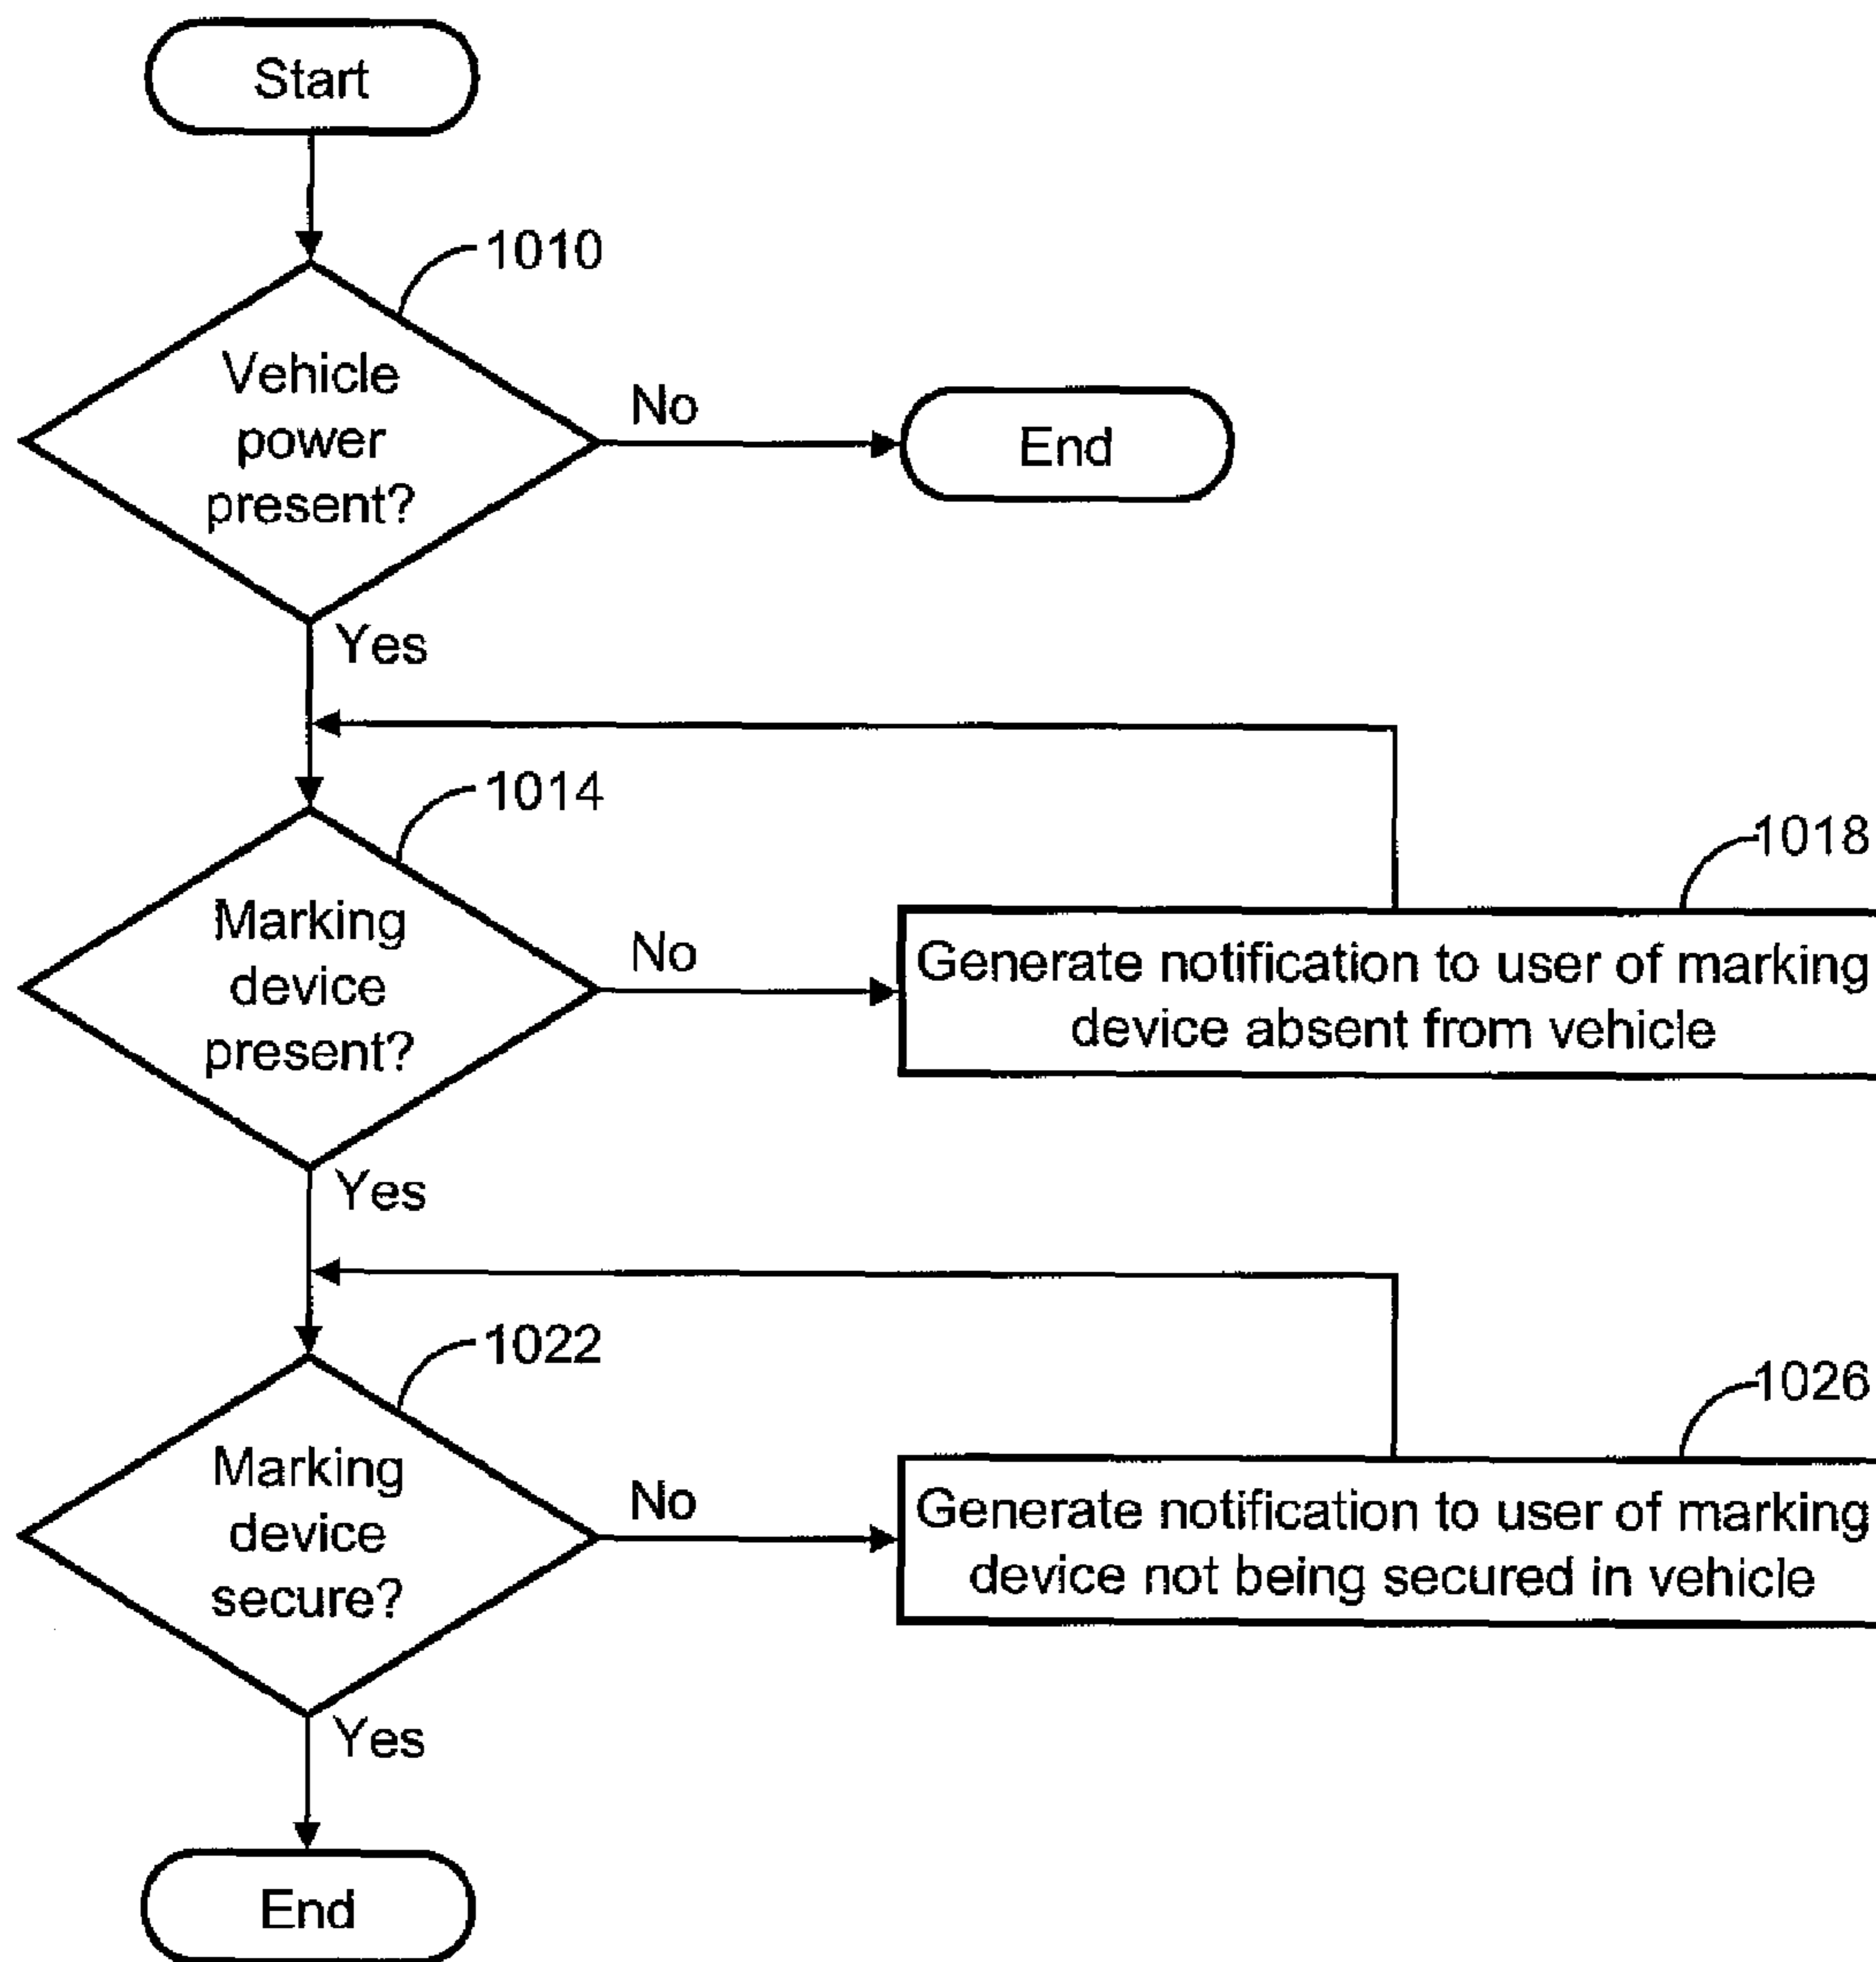 Start
1010
Vehicle
power
present?
No
End
Yes
1014
1018
Marking
device
present?
No
Generate notification to user of marking
device absent from vehicle
Yes
1022
1026
Marking
device
secure?
No
Generate notification to user of marking
device not being secured in vehicle
Yes
End